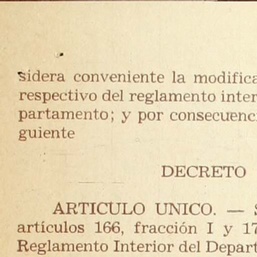 sidera conveniente la modifica
respectivo del reglamento inter
partamento; y por consecuenci
guiente
DECRETO
ARTICULO UNICO. — S
artículos 166, fracción I y 17
Reglamento Interior del Depart